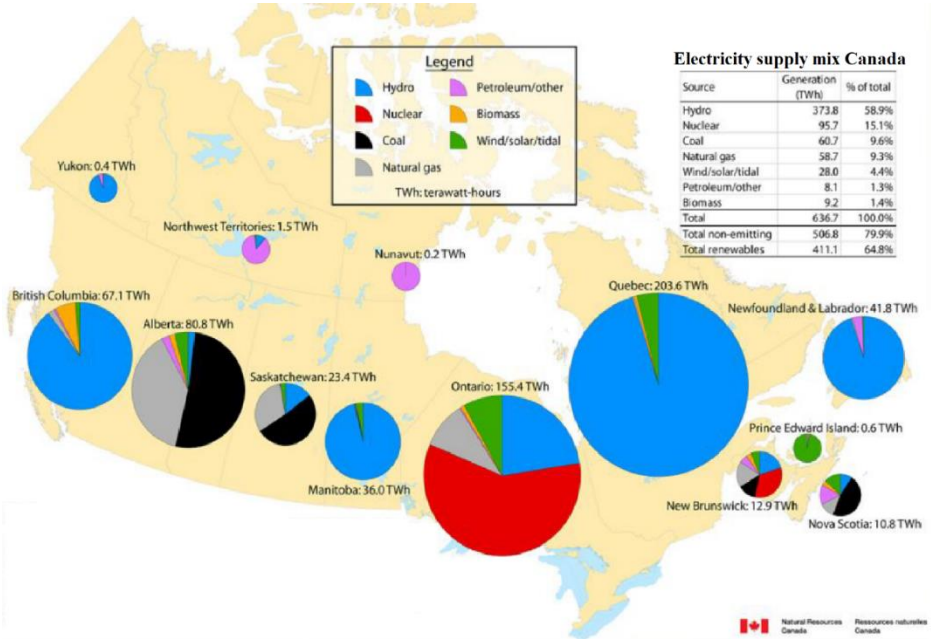 Electricity supply mix Canada
Source Generation (TWh) % of total
Hydro 373.8 58.9%
Nuclear 95.7 15.1%
Coal 60.7 9.6%
Natural gas 58.7 9.3%
Wind/solar/tidal 28.0 4.4%
Petroleum/other 8.1 1.3%
Biomass 9.2 1.4%
Total 636.7 100.0%
Total non-emitting 506.8 79.9%
Total renewables 411.1 64.8%
Legend
Hydro Petroleum/other
Nuclear Biomass
Coal Wind/solar/tidal
Natural gas
TWh: terawatt-hours
Yukon: 0.4 TWh
Northwest Territories: 1.5 TWh
Nunavut: 0.2 TWh
British Columbia: 67.1 TWh
Alberta: 80.8 TWh
Saskatchewan: 23.4 TWh
Manitoba: 36.0 TWh
Ontario: 155.4 TWh
Quebec: 203.6 TWh
Newfoundland & Labrador: 41.8 TWh
Prince Edward Island: 0.6 TWh
New Brunswick: 12.9 TWh
Nova Scotia: 10.8 TWh
Natural Resources Ressources naturelles
Canada Canada